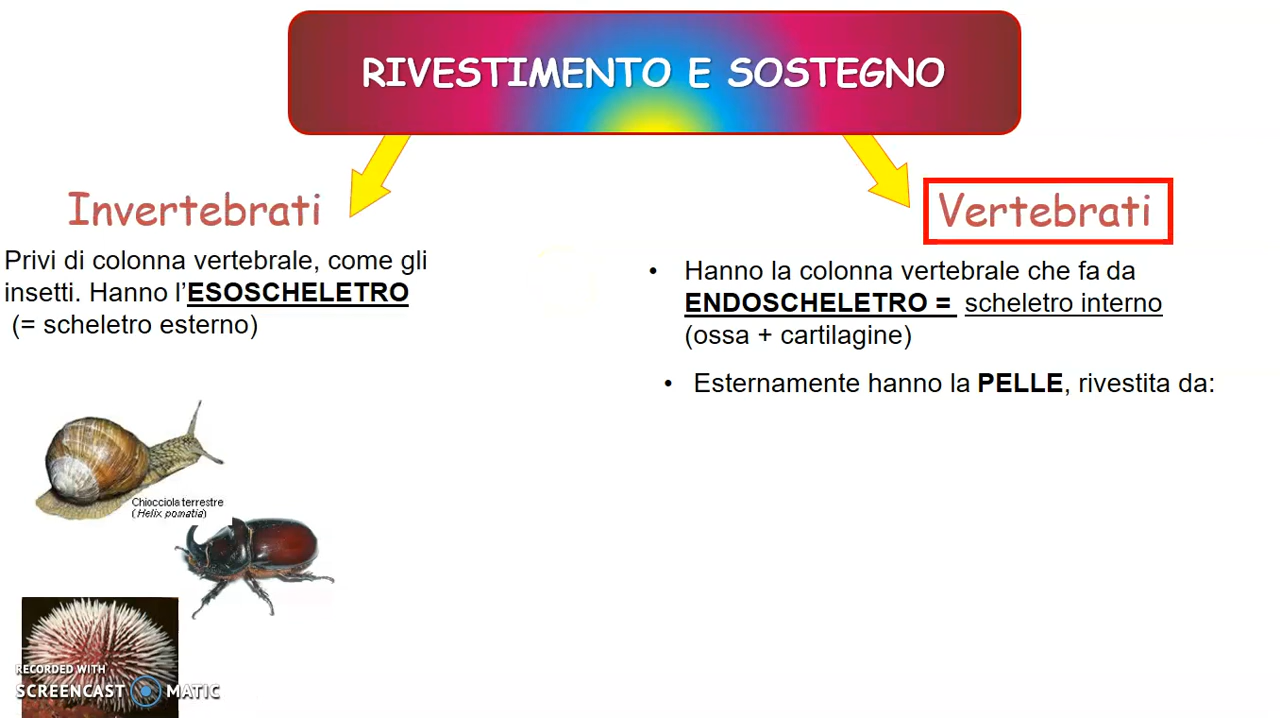 RIVESTIMENTO E SOSTEGNO
Invertebrati
Privi di colonna vertebrale, come gli
insetti. Hanno l’ESOSCHELETRO
(= scheletro esterno)
Chiocciola terrestre
(Helix pomatia)
RECORDED WITH
SCREENCAST MATIC
Vertebrati
• Hanno la colonna vertebrale che fa da
ENDOSCHELETRO = scheletro interno
(ossa + cartilagine)
• Esternamente hanno la PELLE, rivestita da: